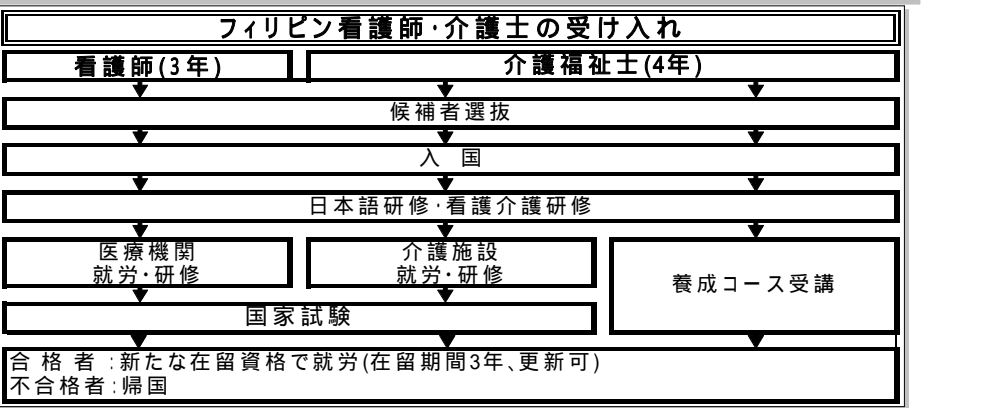 フィリピン看護師･介護士の受け入れ
看護師(3年)
介護福祉士(4年)
候補者選抜
入 国
日本語研修･看護介護研修
医療機関
就労･研修
介護施設
就労･研修
養成コース受講
国家試験
合 格 者 :新たな在留資格で就労(在留期間3年､更新可)
不合格者:帰国